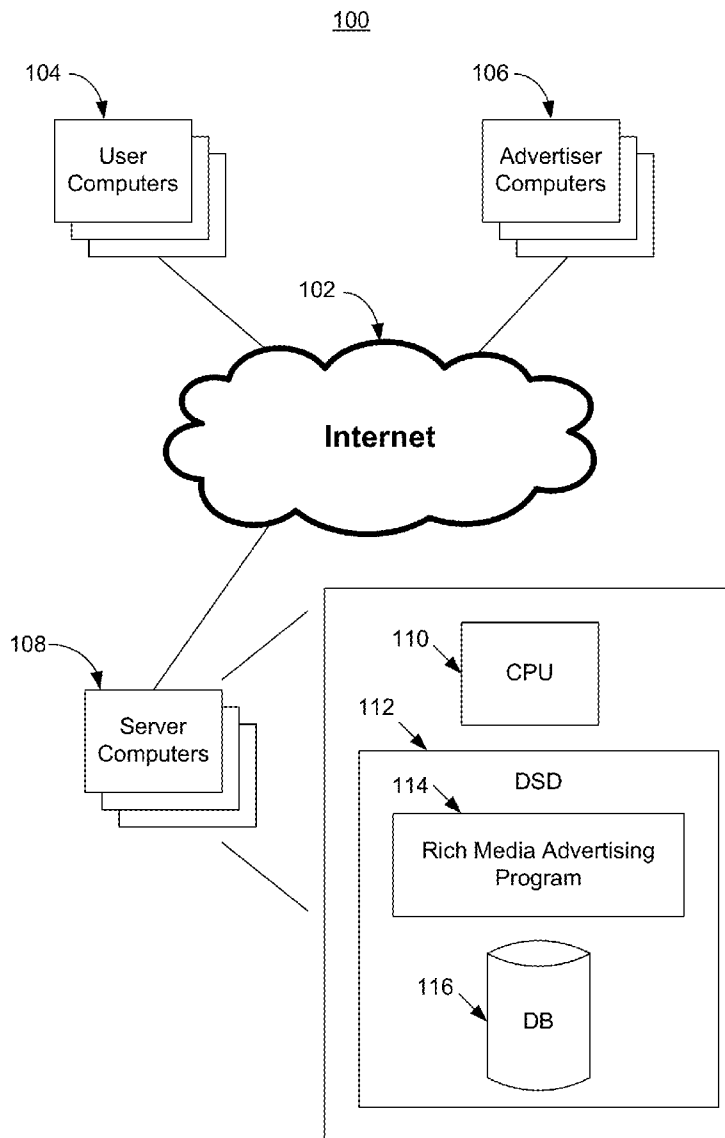 100
104
106
User
Computers
Advertiser
Computers
102
Internet
108
110
CPU
Server
Computers
112
DSD
114
Rich Media Advertising
Program
116
DB